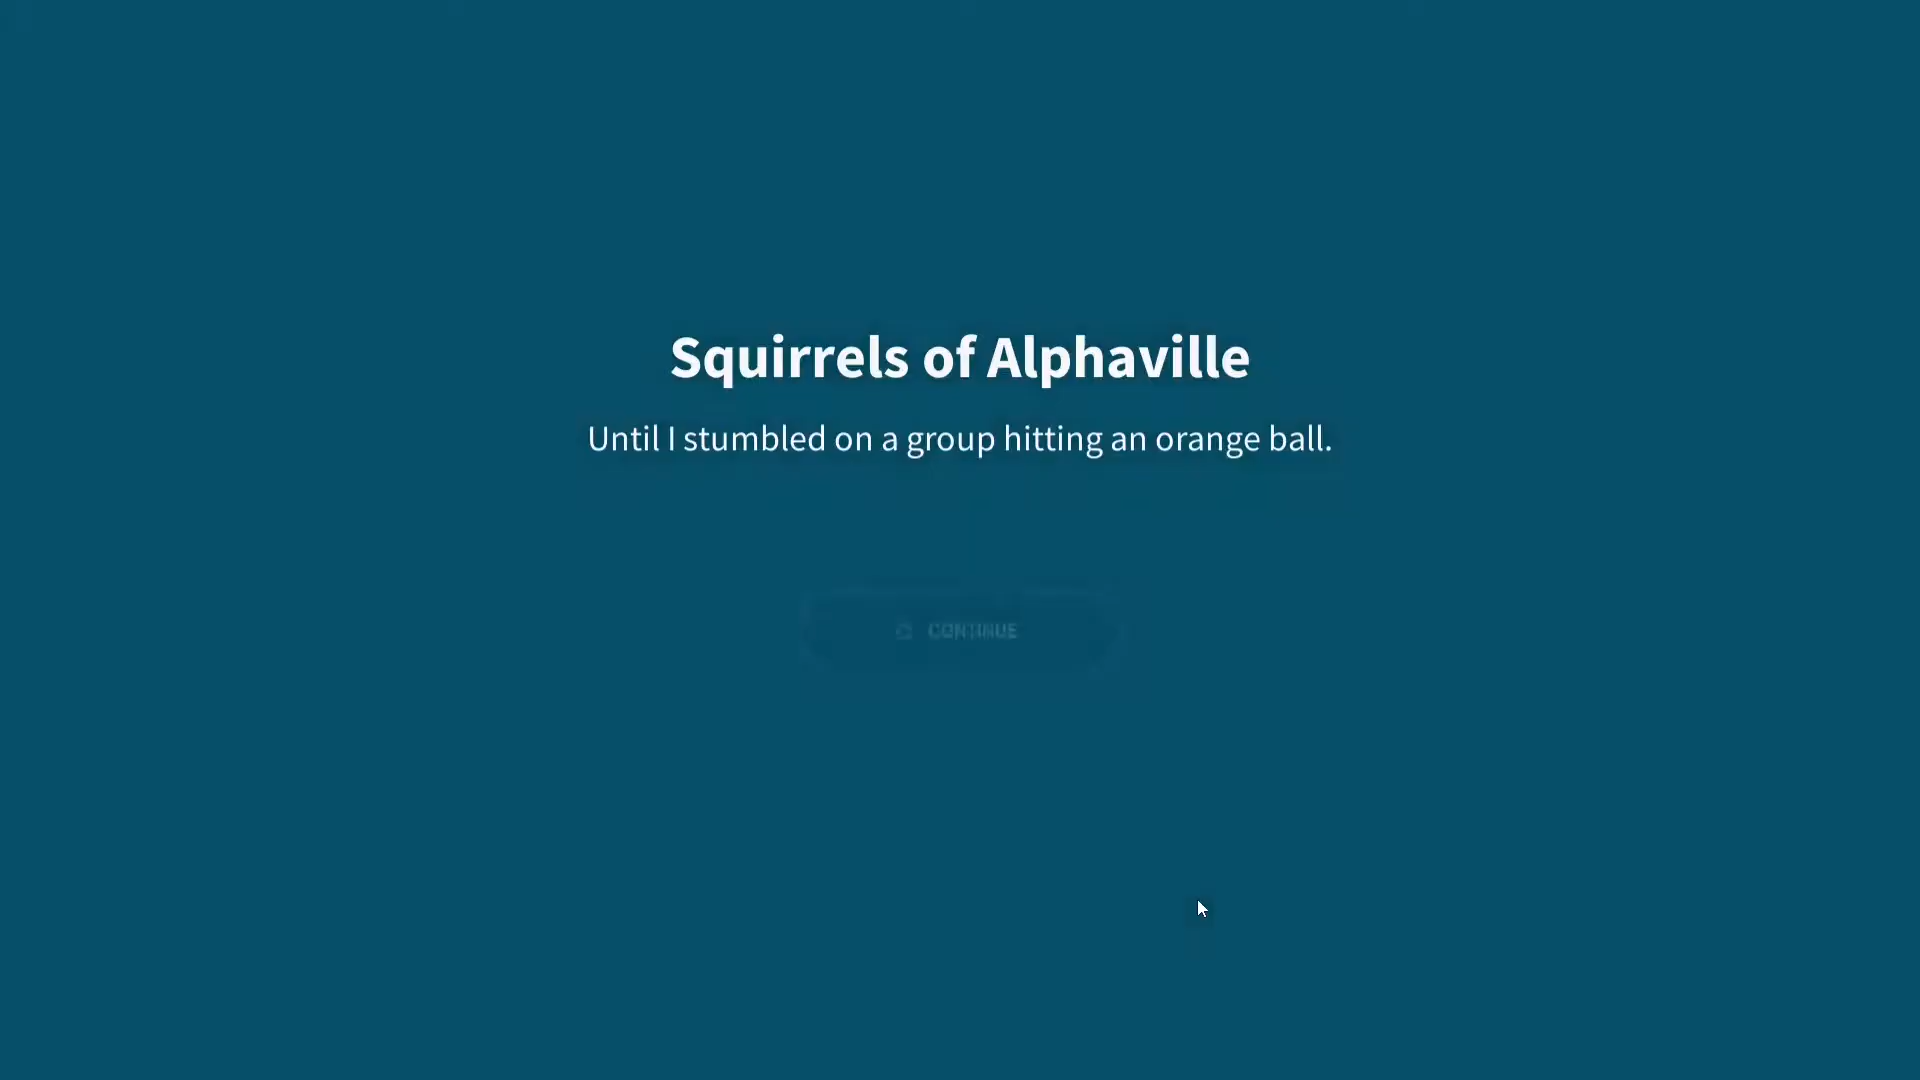 Squirrels of Alphaville
Until I stumbled on a group hitting an orange ball.
CONTINUE